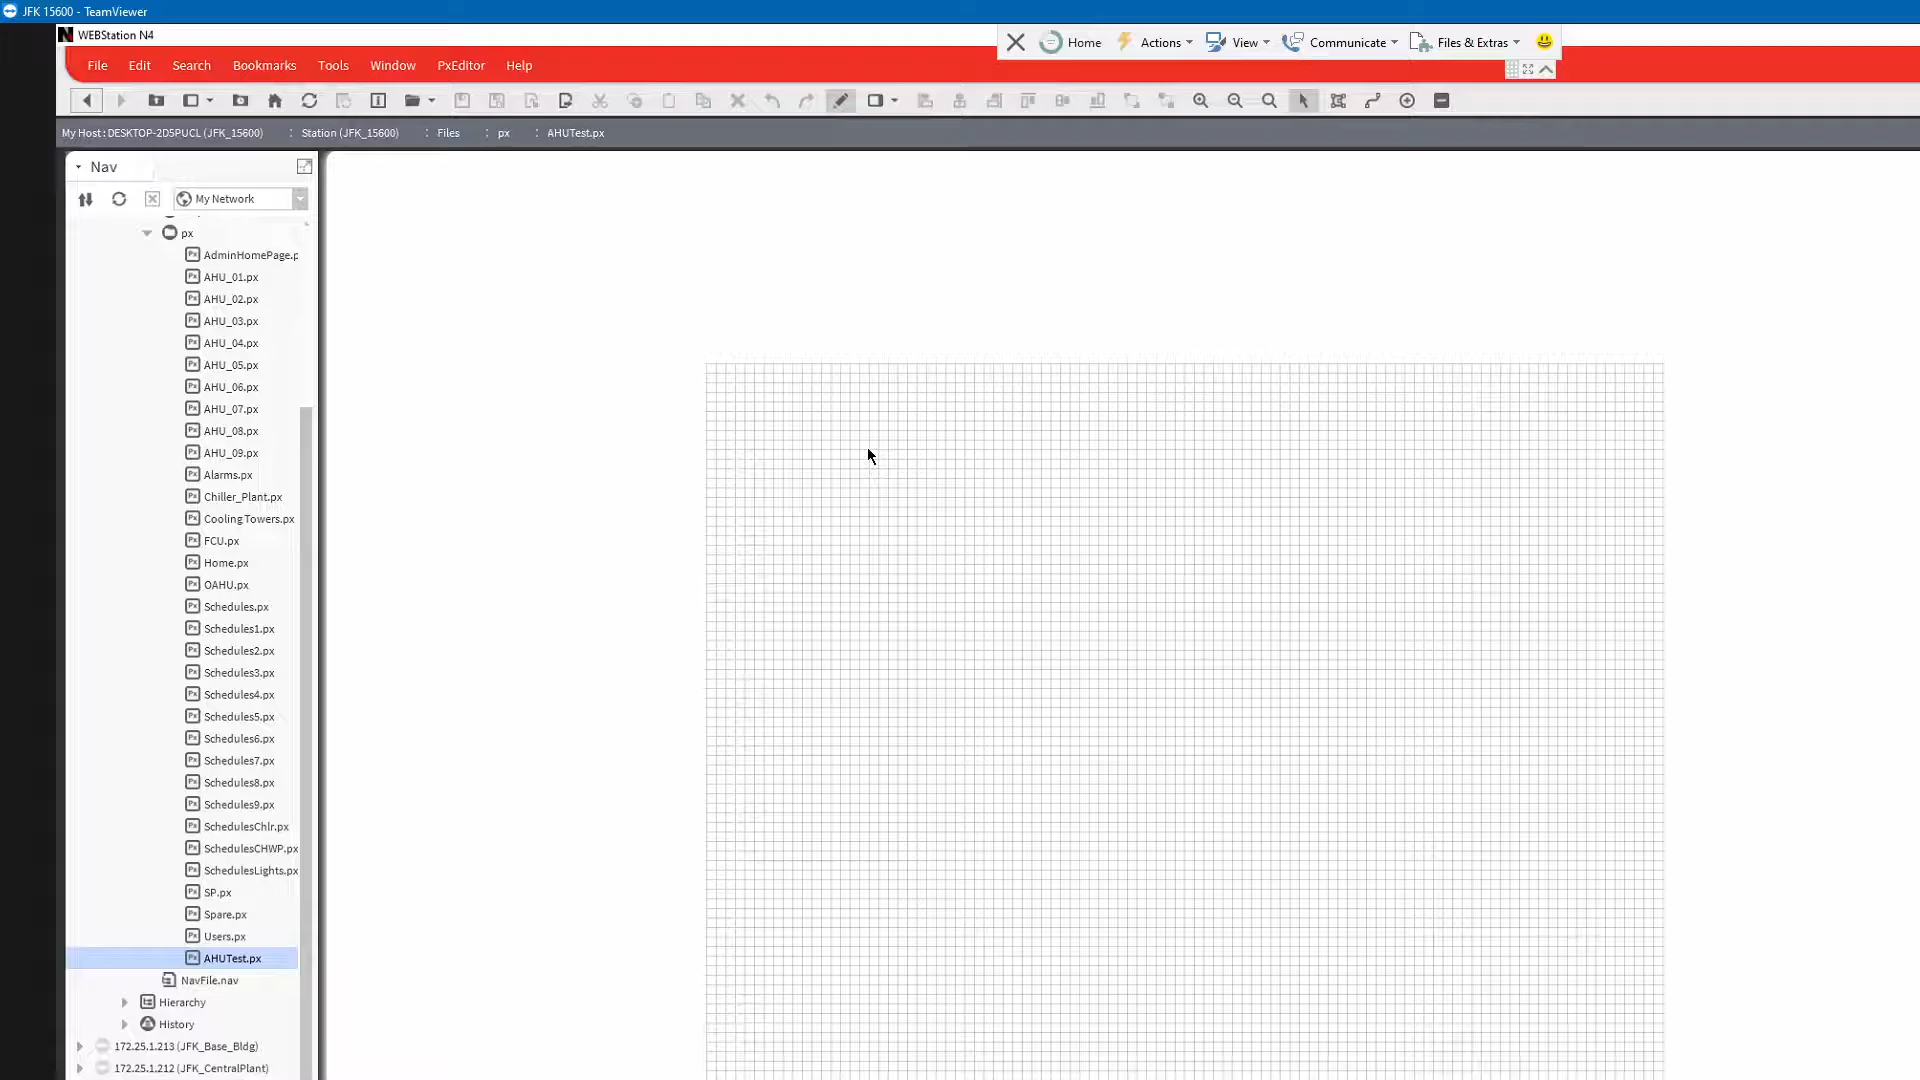 JFK 15600 - TeamViewer
WEBStation N4
Home Actions View Communicate Files & Extras
File Edit Search Bookmarks Tools Window PxEditor Help
My Host : DESKTOP-2D5PUCL (JFK_15600) : Station (JFK_15600) : Files : px : AHUTest.px
Nav
My Network
px
AdminHomePage.p
AHU_01.px
AHU_02.px
AHU_03.px
AHU_04.px
AHU_05.px
AHU_06.px
AHU_07.px
AHU_08.px
AHU_09.px
Alarms.px
Chiller_Plant.px
Cooling Towers.px
FCU.px
Home.px
OAHU.px
Schedules.px
Schedules1.px
Schedules2.px
Schedules3.px
Schedules4.px
Schedules5.px
Schedules6.px
Schedules7.px
Schedules8.px
Schedules9.px
SchedulesChlr.px
SchedulesCHWP.px
SchedulesLights.px
SP.px
Spare.px
Users.px
AHUTest.px
NavFile.nav
Hierarchy
History
172.25.1.213 (JFK_Base_Bldg)
172.25.1.212 (JFK_CentralPlant)